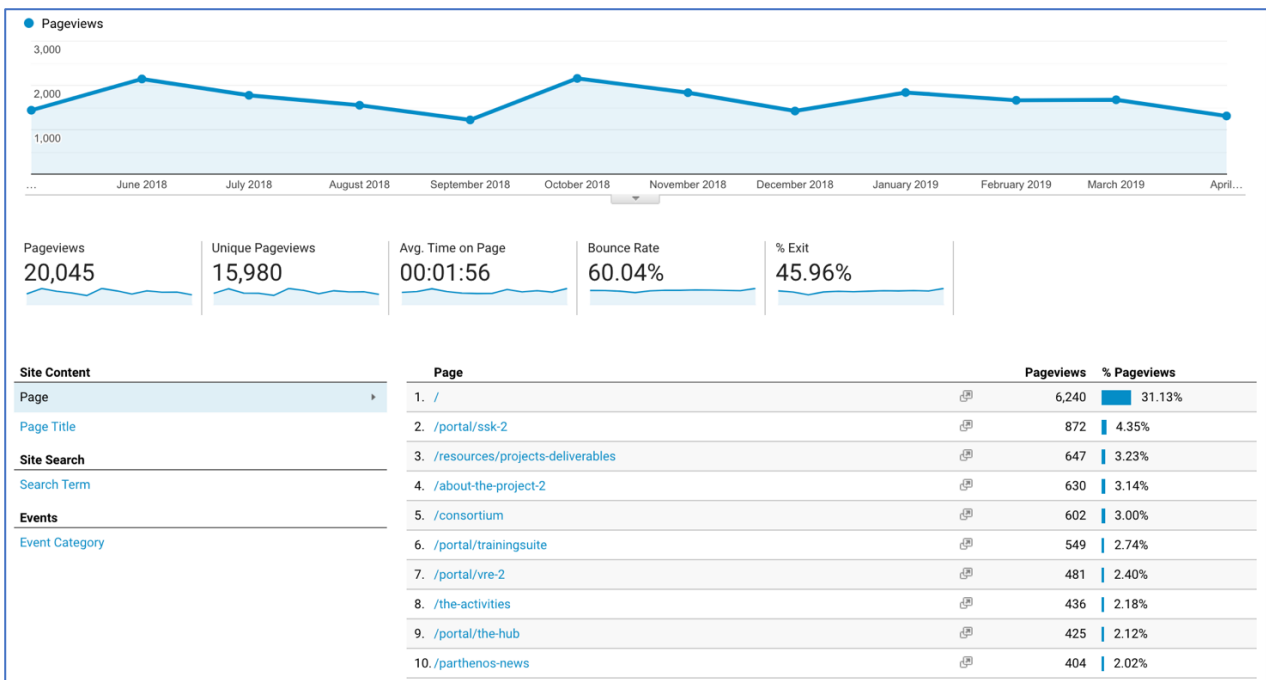 Pageviews
3,000
2,000
1,000
... June 2018 July 2018 August 2018 September 2018 October 2018 November 2018 December 2018 January 2019 February 2019 March 2019 April...
Pageviews Unique Pageviews Avg. Time on Page Bounce Rate % Exit
20,045 15,980 00:01:56 60.04% 45.96%
Site Content
Page
Page Title
Site Search
Search Term
Events
Event Category
Page Pageviews % Pageviews
1. / 6,240 31.13%
2. /portal/ssk-2 872 4.35%
3. /resources/projects-deliverables 647 3.23%
4. /about-the-project-2 630 3.14%
5. /consortium 602 3.00%
6. /portal/trainingsuite 549 2.74%
7. /portal/vre-2 481 2.40%
8. /the-activities 436 2.18%
9. /portal/the-hub 425 2.12%
10. /parthenos-news 404 2.02%